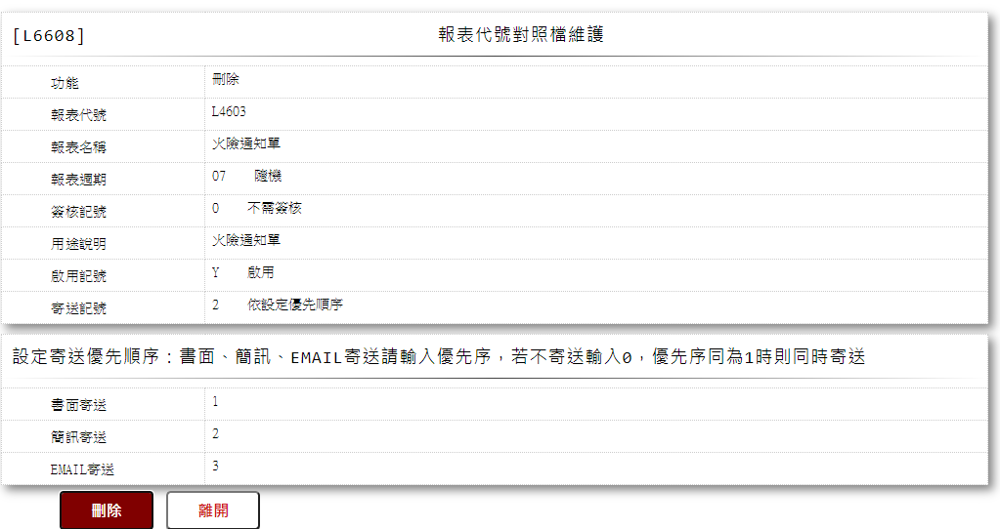 [L6608] 報表代號對照檔維護
功能 刪除
報表代號 L4603
報表名稱 火險通知單
報表週期 07 隨機
簽核記號 0 不需簽核
用途說明 火險通知單
啟用記號 Y 啟用
寄送記號 2 依設定優先順序
設定寄送優先順序：書面、簡訊、EMAIL寄送請輸入優先序，若不寄送輸入0，優先序同為1時則同時寄送
書面寄送 1
簡訊寄送 2
EMAIL寄送 3
刪除 離開